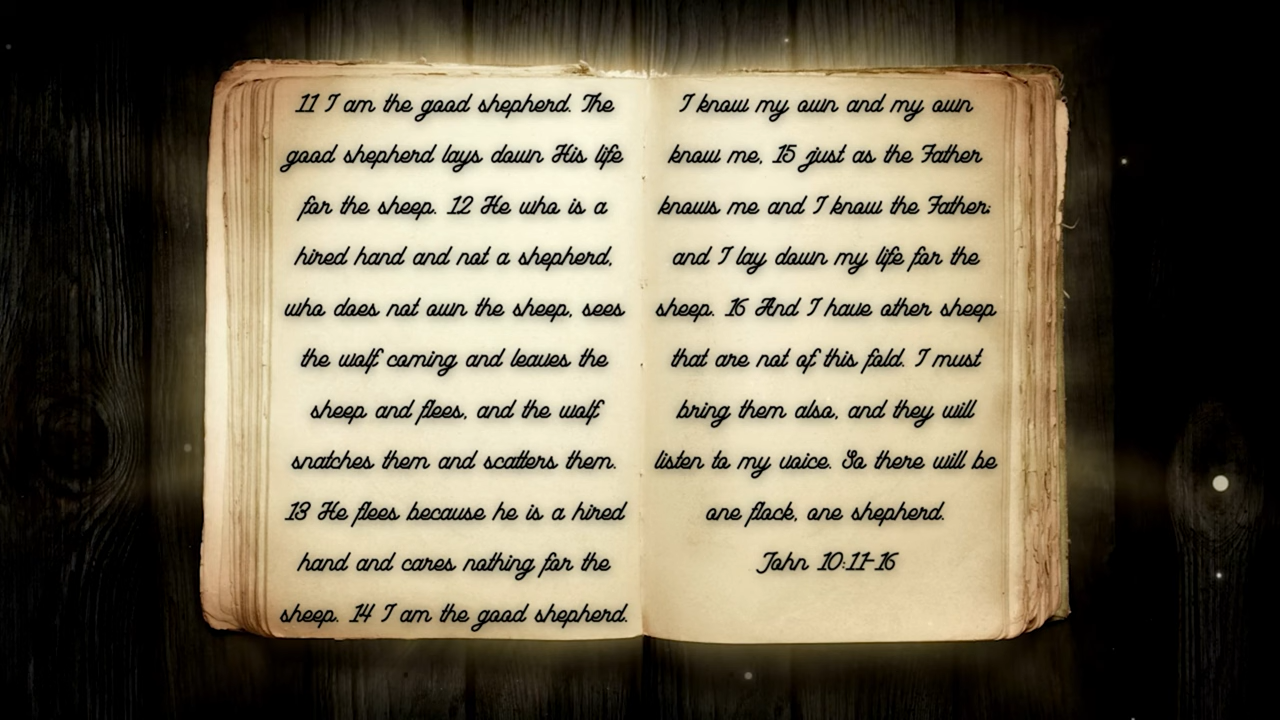 11 I am the good shepherd. The
good shepherd lays down His life
for the sheep. 12 He who is a
hired hand and not a shepherd,
who does not own the sheep, sees
the wolf coming and leaves the
sheep and flees, and the wolf
snatches them and scatters them.
13 He flees because he is a hired
hand and cares nothing for the
sheep. 14 I am the good shepherd.
I know my own and my own
know me, 15 just as the Father
knows me and I know the Father;
and I lay down my life for the
sheep. 16 And I have other sheep
that are not of this fold. I must
bring them also, and they will
listen to my voice. So there will be
one flock, one shepherd.
John 10:11-16